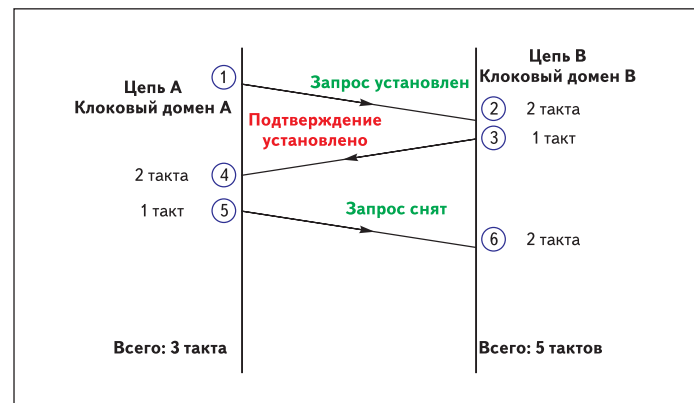 Цепь A
Клоковый домен A
1
Запрос установлен
Цепь B
Клоковый домен B
2
2 такта
Подтверждение
установлено
3
1 такт
2 такта
4
1 такт
5
Запрос снят
6
2 такта
Всего: 3 такта
Всего: 5 тактов